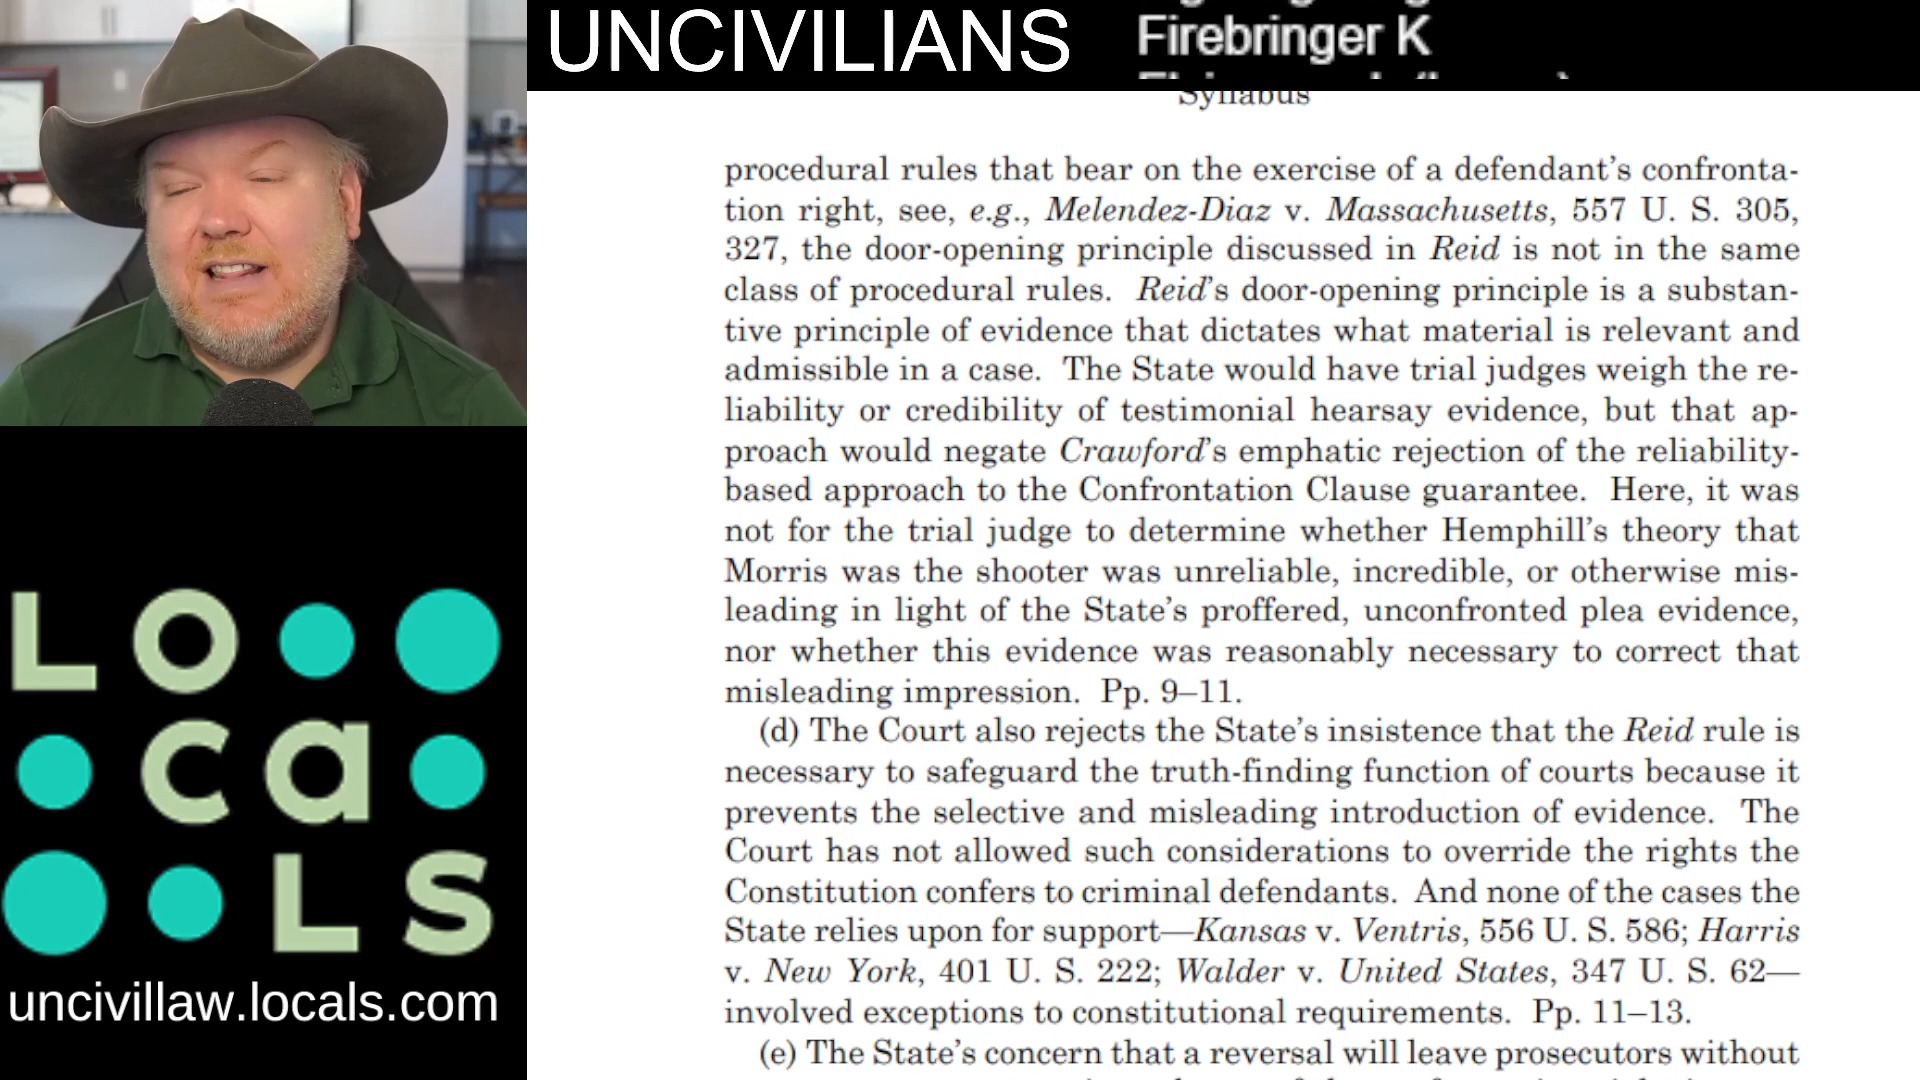 UNCIVILIANS
Firebringer K
Syllabus
procedural rules that bear on the exercise of a defendant’s confronta-
tion right, see, e.g., Melendez-Diaz v. Massachusetts, 557 U. S. 305,
327, the door-opening principle discussed in Reid is not in the same
class of procedural rules. Reid’s door-opening principle is a substan-
tive principle of evidence that dictates what material is relevant and
admissible in a case. The State would have trial judges weigh the re-
liability or credibility of testimonial hearsay evidence, but that ap-
proach would negate Crawford’s emphatic rejection of the reliability-
based approach to the Confrontation Clause guarantee. Here, it was
not for the trial judge to determine whether Hemphill’s theory that
Morris was the shooter was unreliable, incredible, or otherwise mis-
leading in light of the State’s proffered, unconfronted plea evidence,
nor whether this evidence was reasonably necessary to correct that
misleading impression. Pp. 9–11.
(d) The Court also rejects the State’s insistence that the Reid rule is
necessary to safeguard the truth-finding function of courts because it
prevents the selective and misleading introduction of evidence. The
Court has not allowed such considerations to override the rights the
Constitution confers to criminal defendants. And none of the cases the
State relies upon for support—Kansas v. Ventris, 556 U. S. 586; Harris
v. New York, 401 U. S. 222; Walder v. United States, 347 U. S. 62—
involved exceptions to constitutional requirements. Pp. 11–13.
(e) The State’s concern that a reversal will leave prosecutors without
LOcaLS
uncivillaw.locals.com